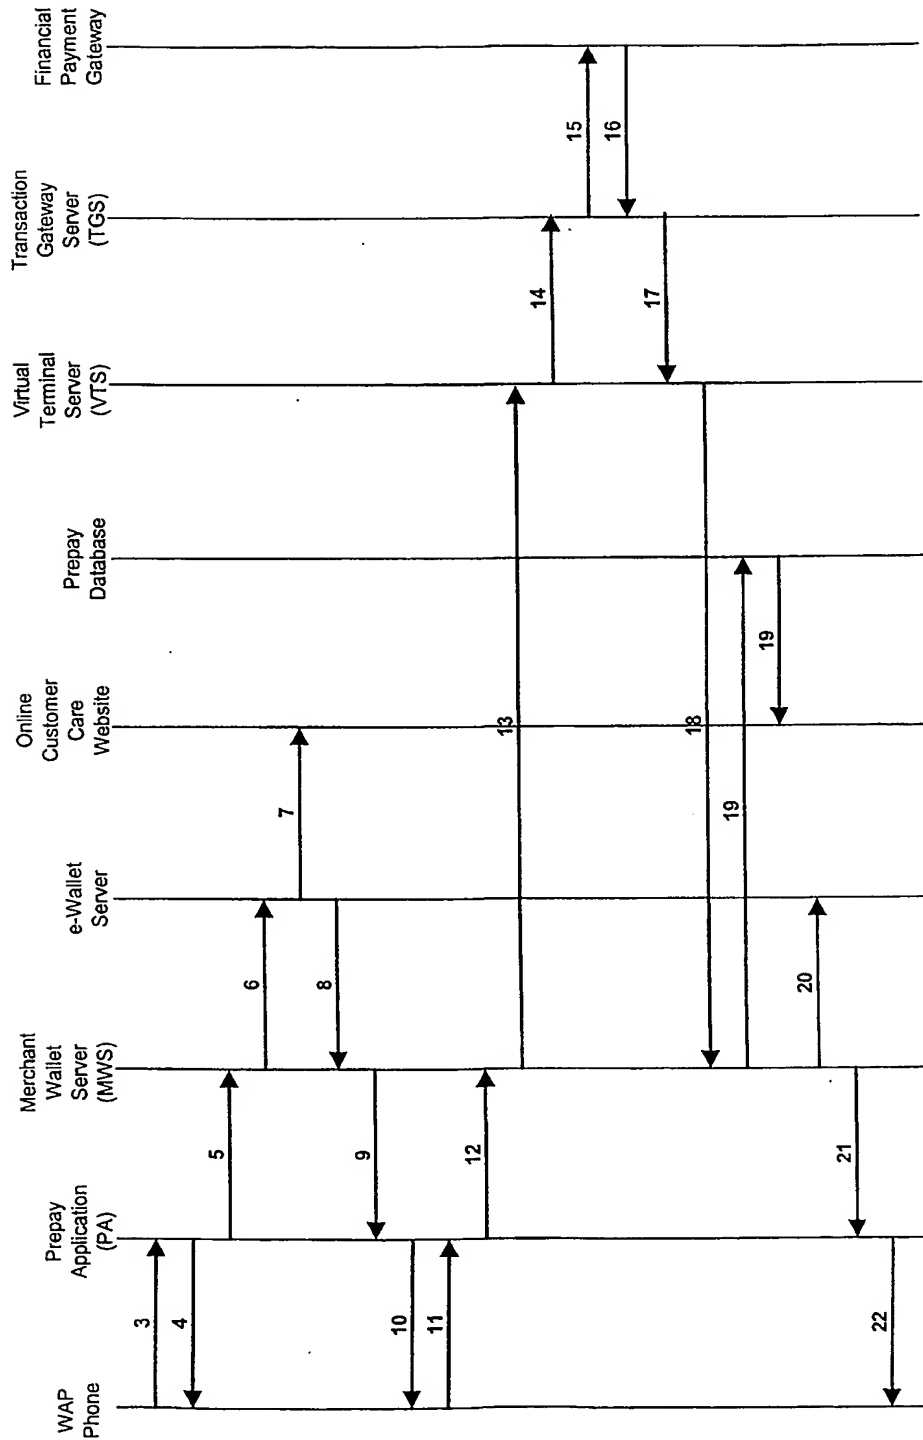 WAP
Phone
Prepay
Application
(PA)
Merchant
Wallet
Server
(MWS)
e-Wallet
Server
Online
Customer
Care
Website
Prepay
Database
Virtual
Terminal
Server
(VTS)
Transaction
Gateway
Server
(TGS)
Financial
Payment
Gateway
3
4
5
6
7
8
9
10
11
12
13
14
15
16
17
18
19
19
20
21
22